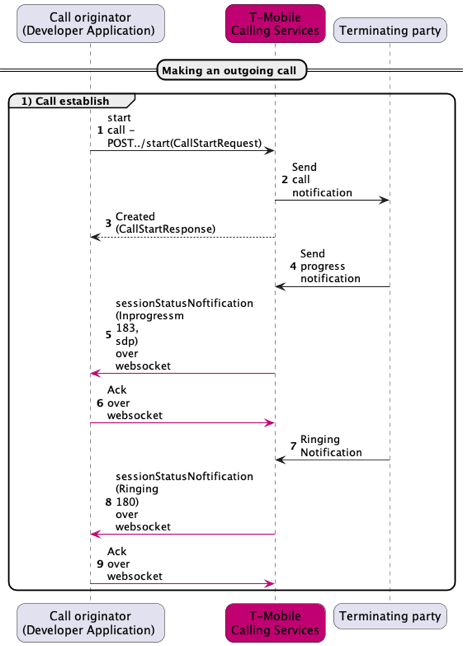 Call originator
(Developer Application)
T-Mobile
Calling Services
Terminating party
Making an outgoing call
1) Call establish
start
1 call –
POST../start(CallStartRequest)
Send
2 call
notification
Created
3 (CallStartResponse)
Send
4 progress
notification
sessionStatusNoftification
(Inprogressm
183,
5 sdp)
over
websocket
Ack
6 over
websocket
7 Ringing
Notification
sessionStatusNoftification
(Ringing
8 180)
over
websocket
Ack
9 over
websocket
Call originator
(Developer Application)
T-Mobile
Calling Services
Terminating party